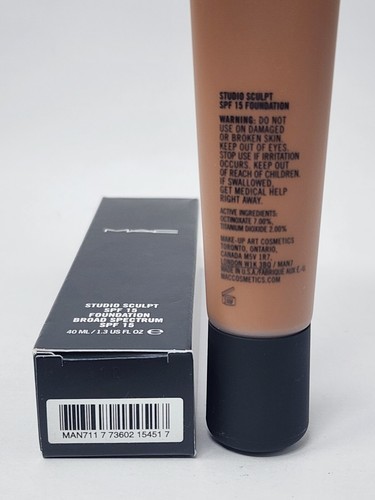 MAC
STUDIO SCULPT
SPF 15
FOUNDATION
BROAD SPECTRUM
SPF 15
40 ML / 1.3 US FL OZ ℮
MAN711 7 73602 15451 7
STUDIO SCULPT
SPF 15 FOUNDATION
WARNING: DO NOT
USE ON DAMAGED
OR BROKEN SKIN.
KEEP OUT OF EYES.
STOP USE IF IRRITATION
OCCURS. KEEP OUT
OF REACH OF CHILDREN.
IF SWALLOWED,
GET MEDICAL HELP
RIGHT AWAY.
ACTIVE INGREDIENTS:
OCTINOXATE 7.00%,
TITANIUM DIOXIDE 2.00%
MAKE-UP ART COSMETICS
TORONTO, ONTARIO,
CANADA M5V 1R7,
LONDON W1K 3BQ / MAN7
MADE IN U.S.A./FABRIQUE AUX É.-U.
MACCOSMETICS.COM